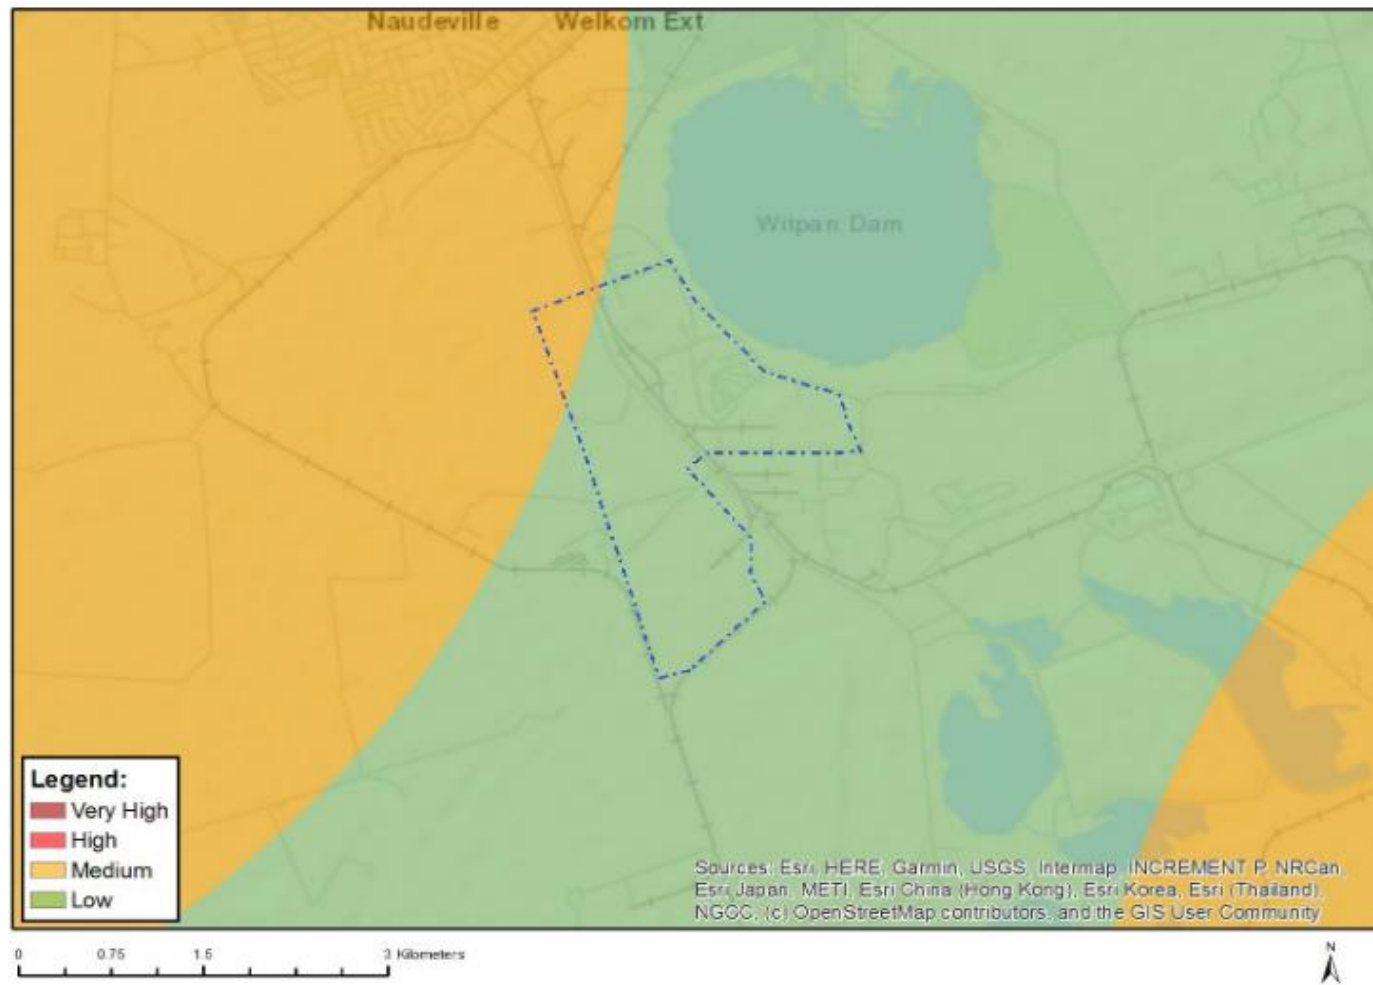 Naudeville Welkom Ext
Witpan Dam
Legend:
Very High
High
Medium
Low
Sources: Esri, HERE, Garmin, USGS, Intermap, INCREMENT P, NRCan,
Esri Japan, METI, Esri China (Hong Kong), Esri Korea, Esri (Thailand),
NGCC, (c) OpenStreetMap contributors, and the GIS User Community
0 0.75 1.5 3 Kilometers
N